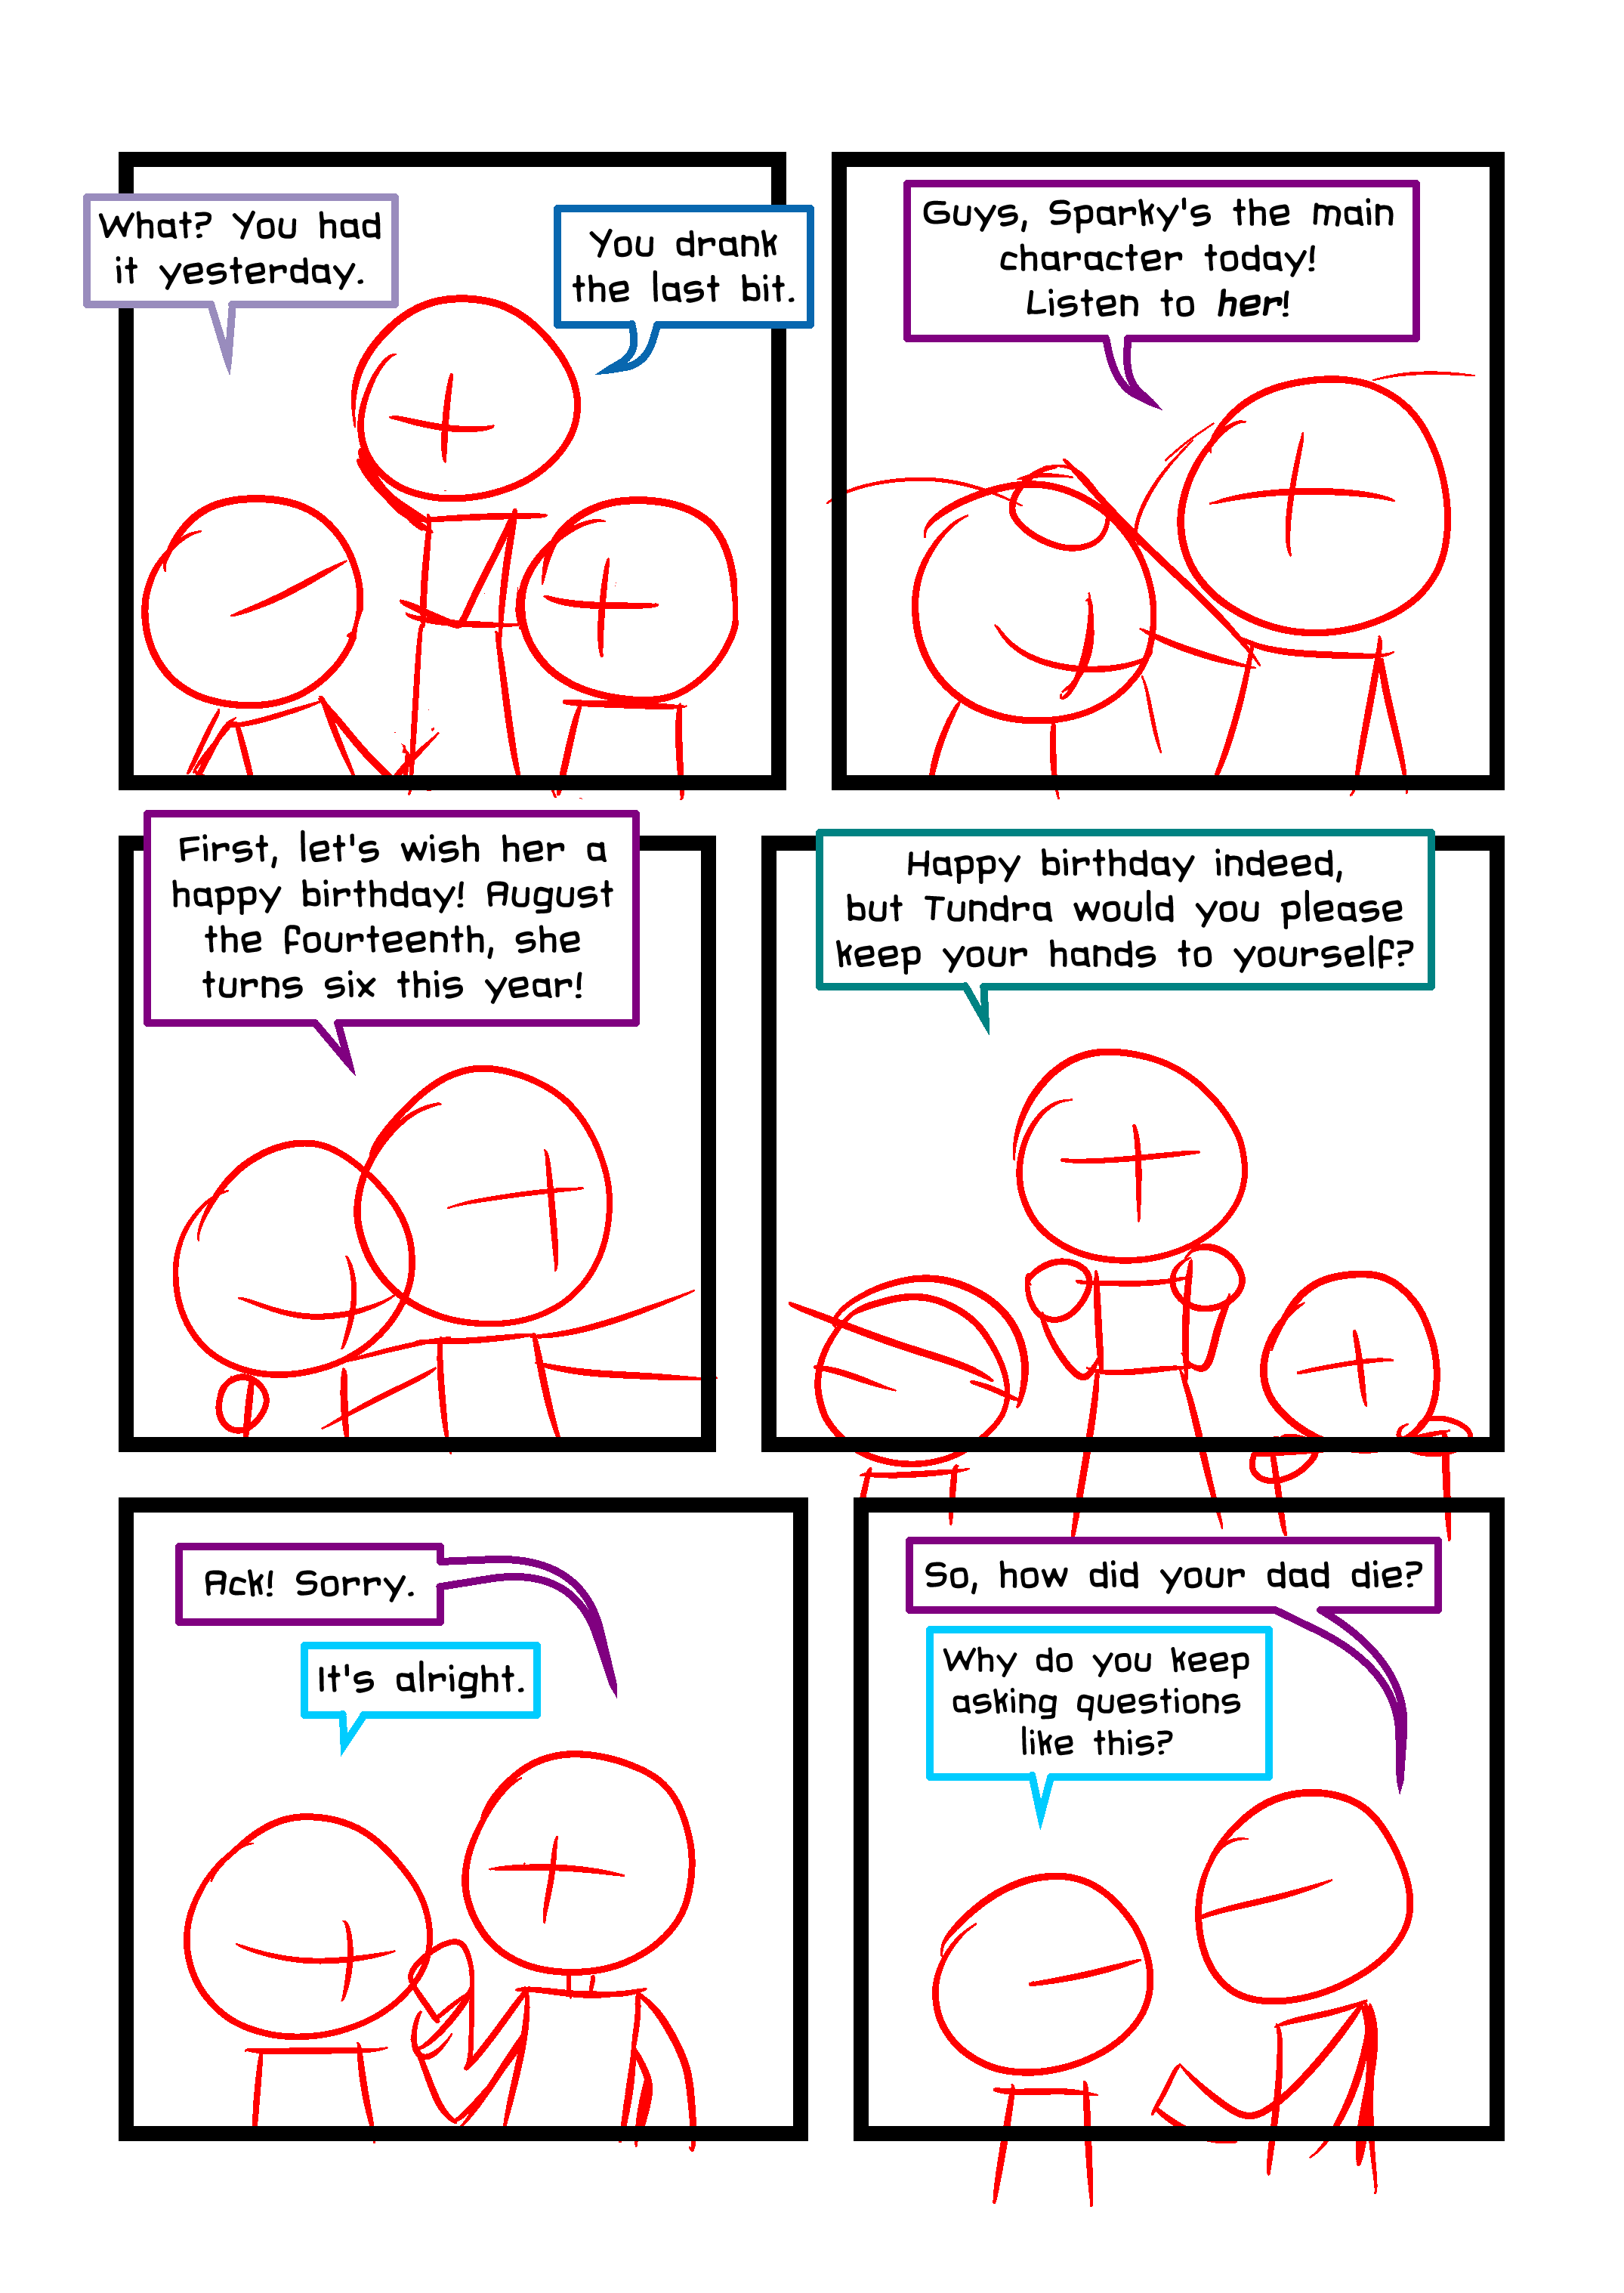 What? You had
it yesterday.
You drank
the last bit.
Guys, Sparky's the main
character today!
Listen to her!
First, let's wish her a
happy birthday! August
the fourteenth, she
turns six this year!
Happy birthday indeed,
but Tundra would you please
keep your hands to yourself?
Ack! Sorry.
It's alright.
So, how did your dad die?
Why do you keep
asking questions
like this?